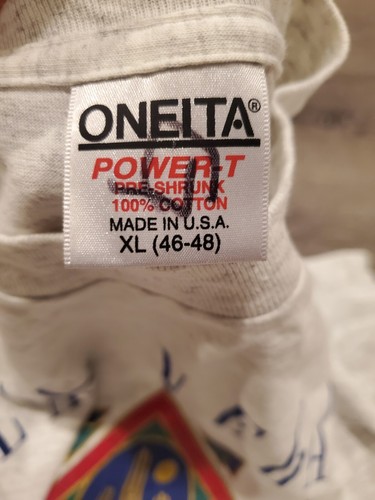 ONEITA®
POWER-T
PRE-SHRUNK
100% COTTON
MADE IN U.S.A.
XL (46-48)